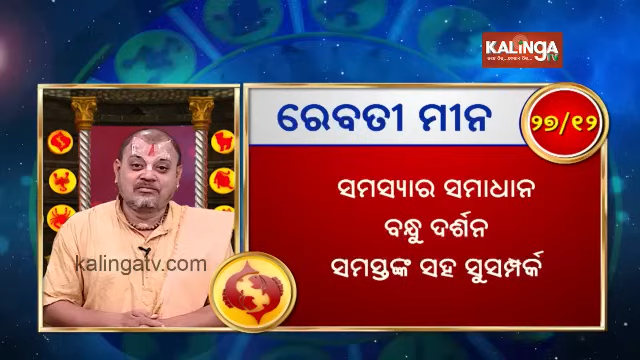 KALINGA
TV
ରେବତୀ ମୀନ
୨୭/୧୨
ସମସ୍ୟାର ସମାଧାନ
ବନ୍ଧୁ ଦର୍ଶନ
ସମସ୍ତଙ୍କ ସହ ସୁସମ୍ପର୍କ
kalingatv.com